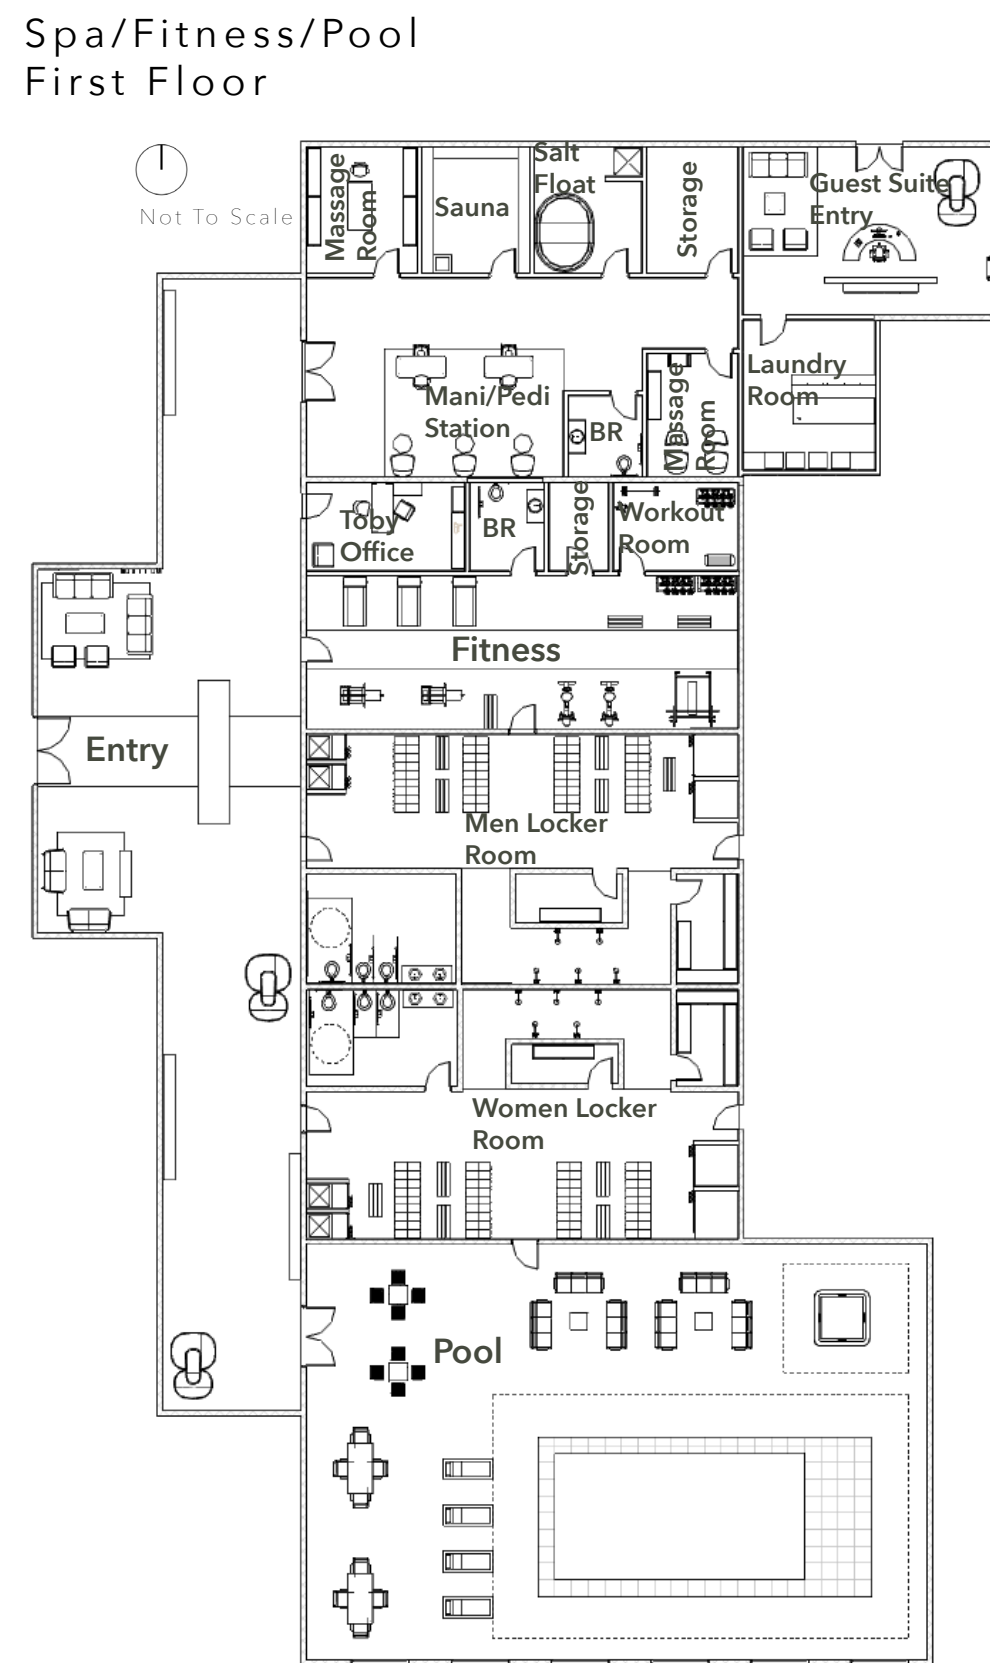 Spa/Fitness/Pool
First Floor
Not To Scale
Massage
Room
Sauna
Salt
Float
Storage
Guest Suite
Entry
Mani/Pedi
Station
BR
Massage
Room
Laundry
Room
Toby
Office
BR
Storage
Workout
Room
Fitness
Entry
Men Locker
Room
Women Locker
Room
Pool